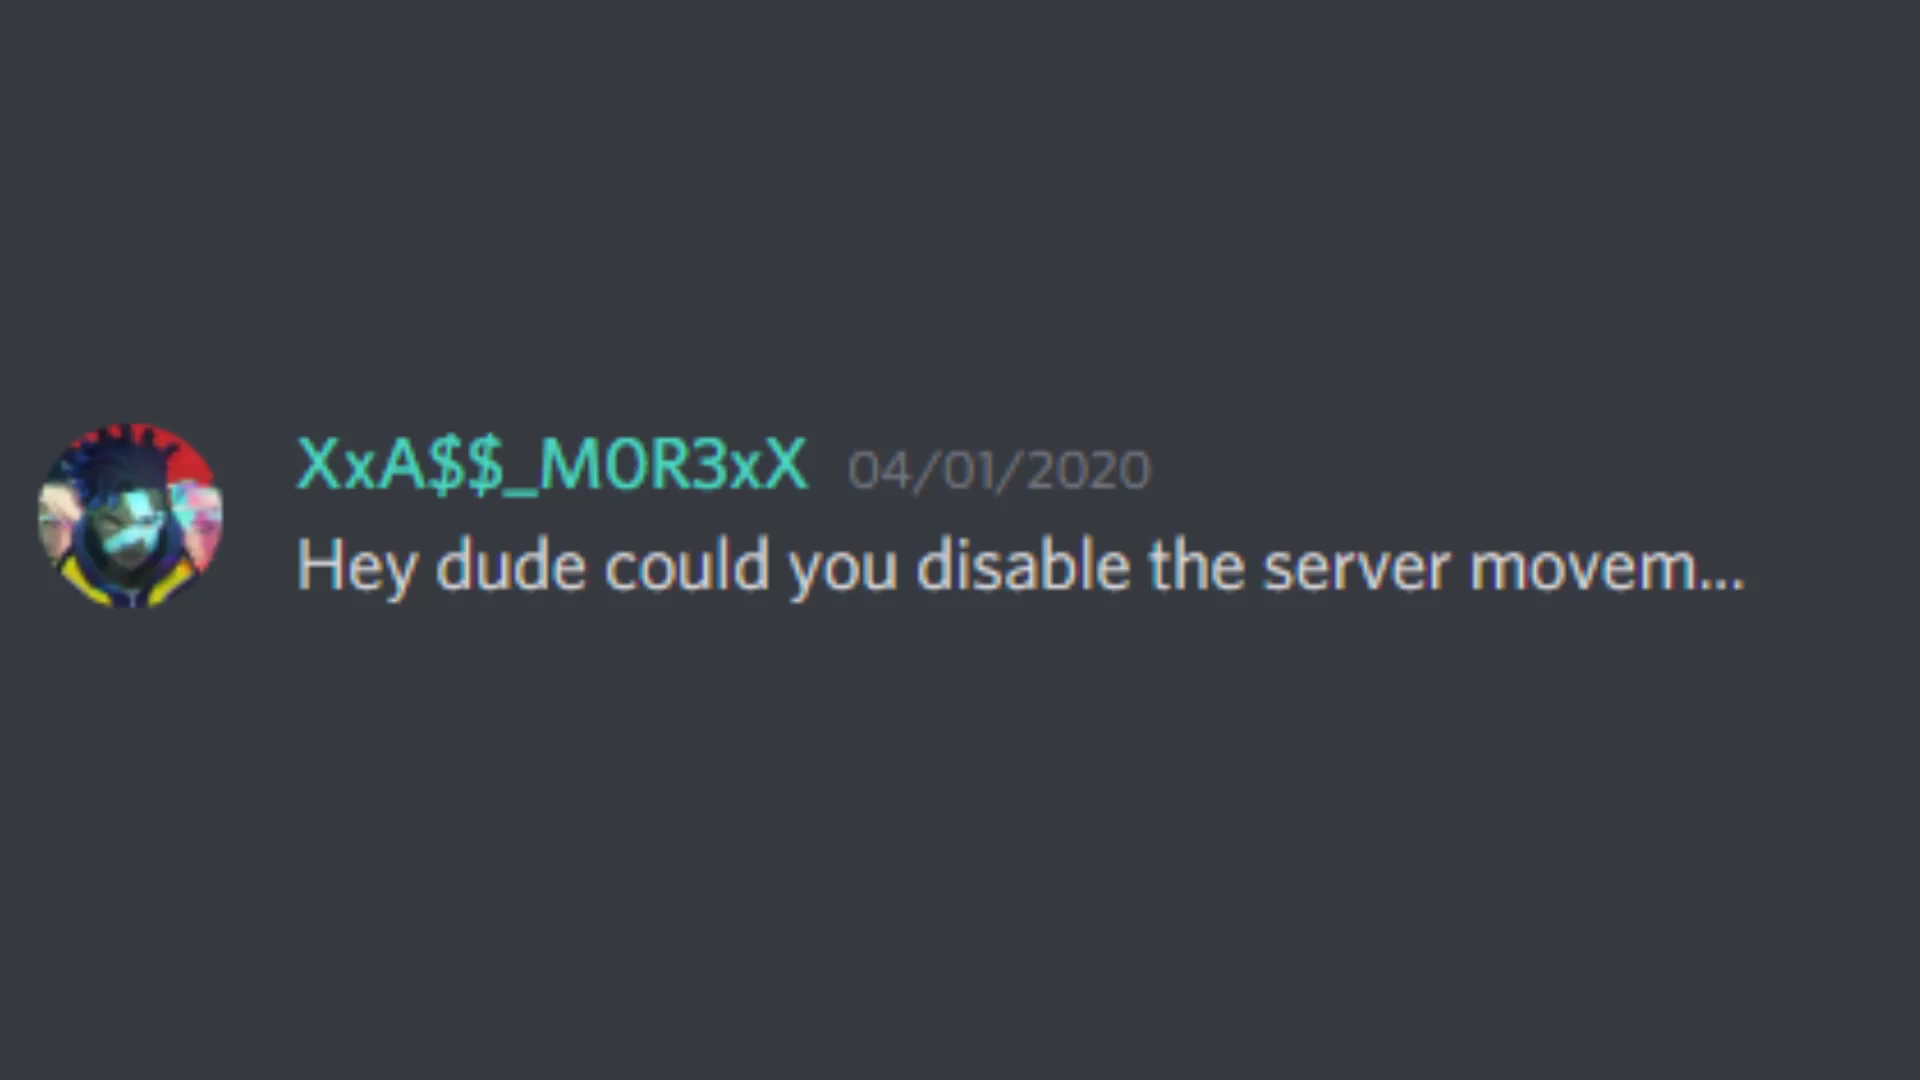 XxA$$_M0R3xX 04/01/2020
Hey dude could you disable the server movem...